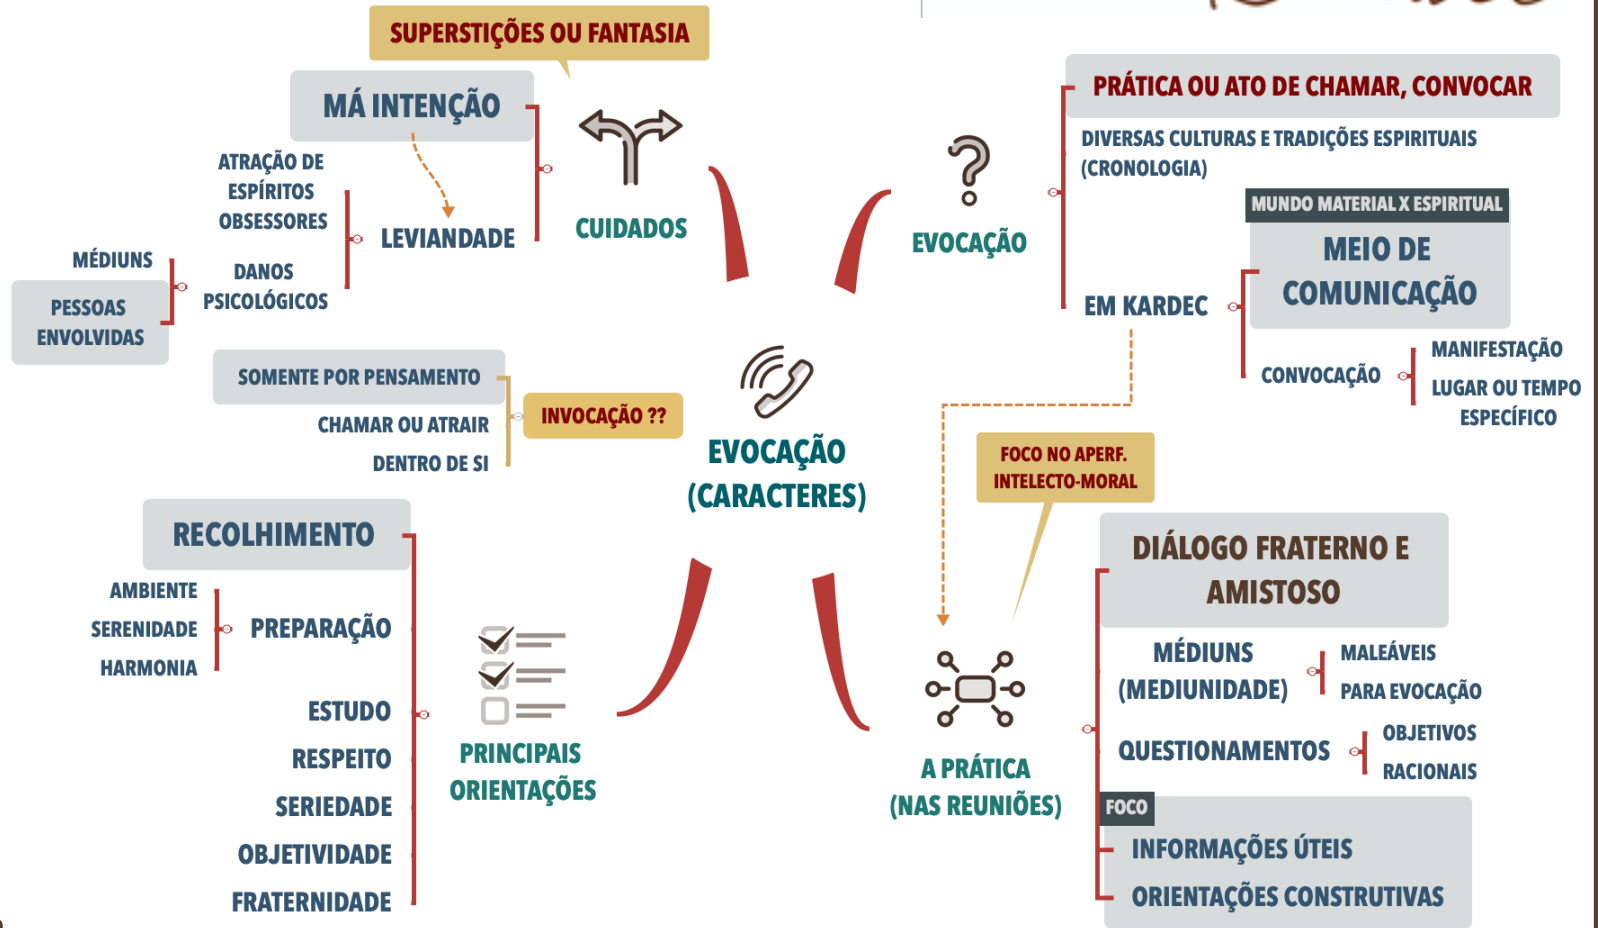 SUPERSTIÇÕES OU FANTASIA
MÁ INTENÇÃO
ATRAÇÃO DE
ESPÍRITOS
OBSESSORES
LEVIANDADE
CUIDADOS
MÉDIUNS
DANOS
PSICOLÓGICOS
PESSOAS
ENVOLVIDAS
SOMENTE POR PENSAMENTO
CHAMAR OU ATRAIR
DENTRO DE SI
INVOCAÇÃO ??
EVOCAÇÃO
(CARACTERES)
PRÁTICA OU ATO DE CHAMAR, CONVOCAR
DIVERSAS CULTURAS E TRADIÇÕES ESPIRITUAIS
(CRONOLOGIA)
EVOCAÇÃO
MUNDO MATERIAL X ESPIRITUAL
MEIO DE
COMUNICAÇÃO
EM KARDEC
CONVOCAÇÃO
MANIFESTAÇÃO
LUGAR OU TEMPO
ESPECÍFICO
RECOLHIMENTO
AMBIENTE
SERENIDADE
HARMONIA
PREPARAÇÃO
ESTUDO
RESPEITO
SERIEDADE
OBJETIVIDADE
FRATERNIDADE
PRINCIPAIS
ORIENTAÇÕES
FOCO NO APERF.
INTELECTO-MORAL
DIÁLOGO FRATERNO E
AMISTOSO
MÉDIUNS
(MEDIUNIDADE)
MALEÁVEIS
PARA EVOCAÇÃO
QUESTIONAMENTOS
OBJETIVOS
RACIONAIS
A PRÁTICA
(NAS REUNIÕES)
FOCO
INFORMAÇÕES ÚTEIS
ORIENTAÇÕES CONSTRUTIVAS